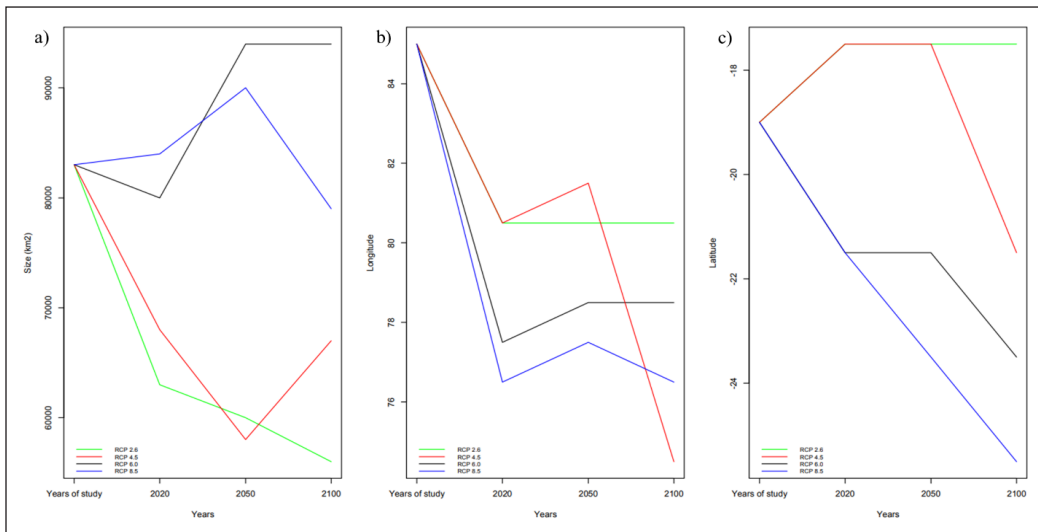 a)
90000
80000
70000
60000
Size (km2)
RCP 2.6
RCP 4.5
RCP 6.0
RCP 8.5
Years of study
2020
2050
2100
Years
b)
84
82
80
78
76
Longitude
RCP 2.6
RCP 4.5
RCP 6.0
RCP 8.5
Years of study
2020
2050
2100
Years
c)
-18
-20
-22
-24
Latitude
RCP 2.6
RCP 4.5
RCP 6.0
RCP 8.5
Years of study
2020
2050
2100
Years